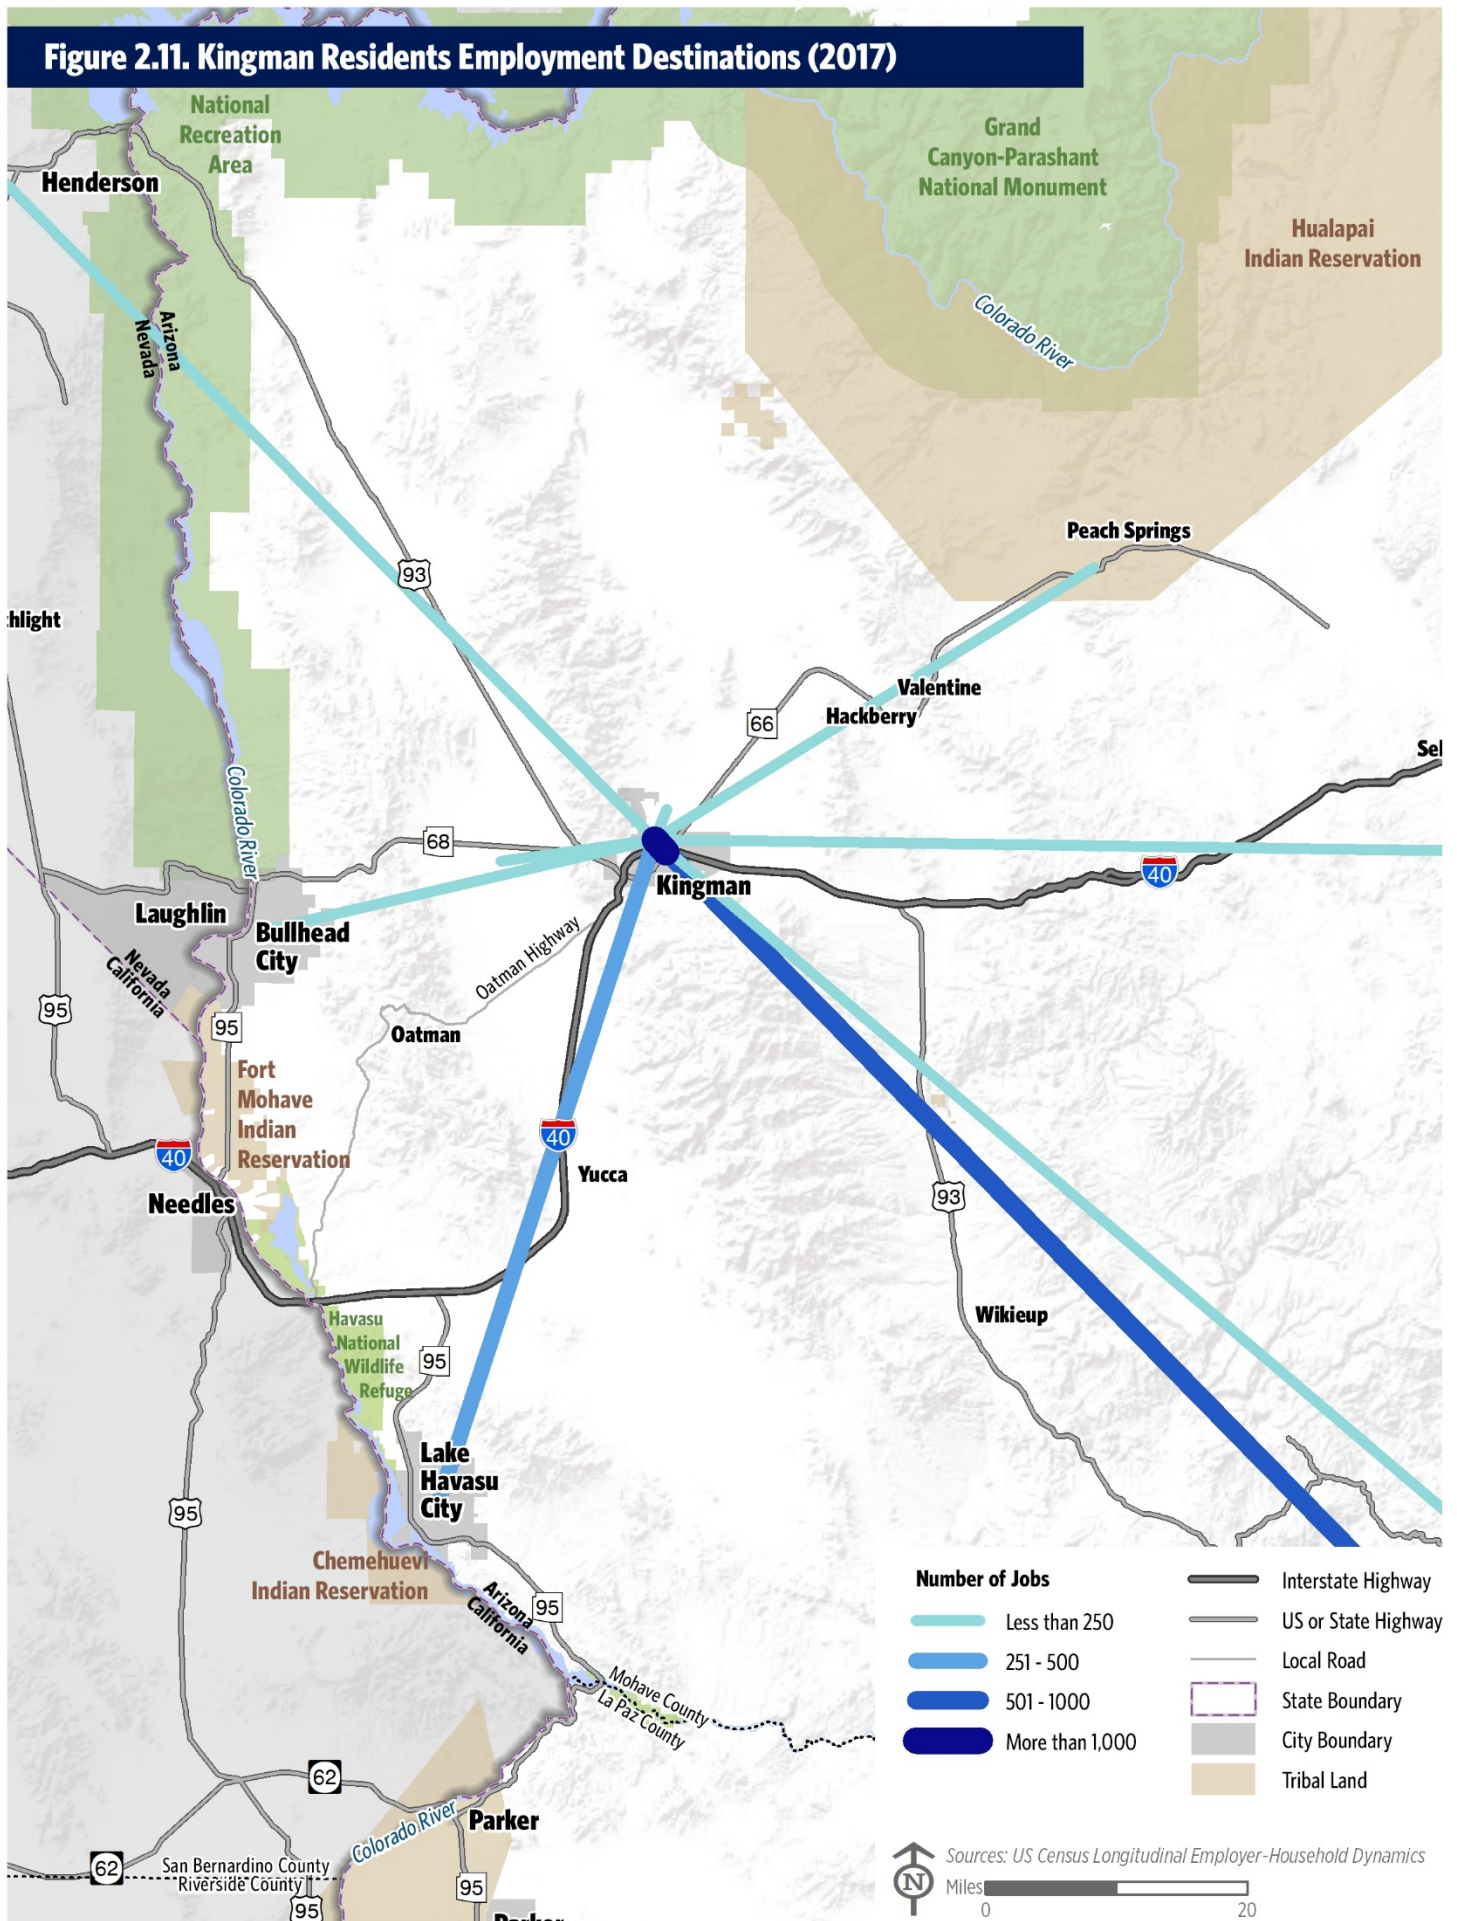 Figure 2.11. Kingman Residents Employment Destinations (2017)
National
Recreation
Area
Grand
Canyon-Parashant
National Monument
Henderson
Hualapai
Indian Reservation
Colorado River
Arizona
Nevada
Peach Springs
93
hlight
Valentine
Hackberry
66
Sel
Colorado River
68
40
Kingman
Laughlin
Bullhead
City
Oatman Highway
Nevada
California
95
95
Oatman
Fort
Mohave
Indian
Reservation
40
40
Yucca
Needles
93
Wikieup
Havasu
National
Wildlife
Refuge
95
Lake
Havasu
City
95
Chemehuevi
Indian Reservation
Arizona
California
95
Mohave County
La Paz County
Number of Jobs
Less than 250
251 - 500
501 - 1000
More than 1,000
Interstate Highway
US or State Highway
Local Road
State Boundary
City Boundary
Tribal Land
62
Colorado River
Parker
62
San Bernardino County
Riverside County
95
95
Parker
Sources: US Census Longitudinal Employer-Household Dynamics
N
Miles
0
20